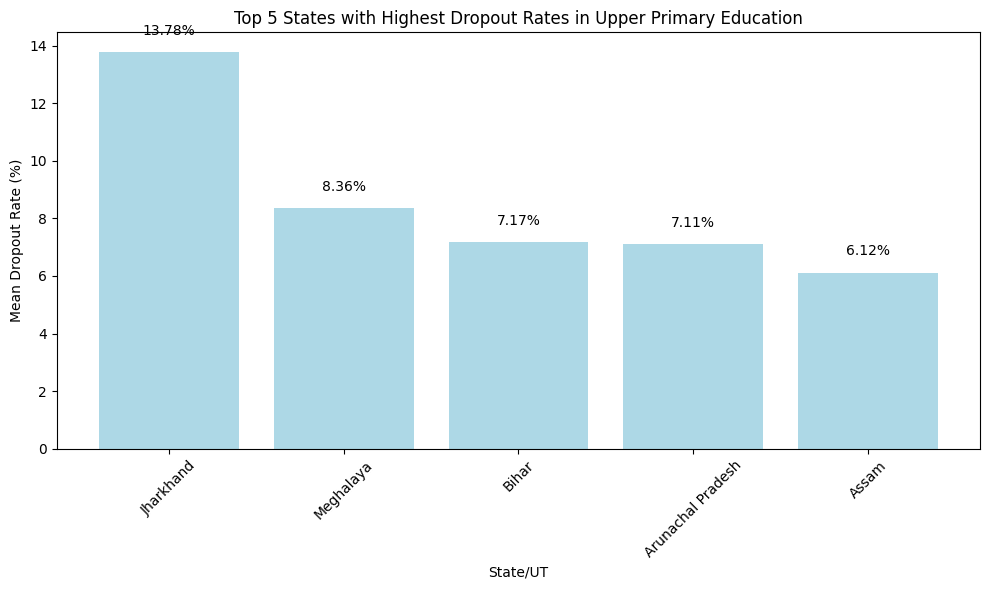 Top 5 States with Highest Dropout Rates in Upper Primary Education
13.78%
8.36%
7.17%
7.11%
6.12%
Mean Dropout Rate (%)
14
12
10
8
6
4
2
0
Jharkhand
Meghalaya
Bihar
Arunachal Pradesh
Assam
State/UT